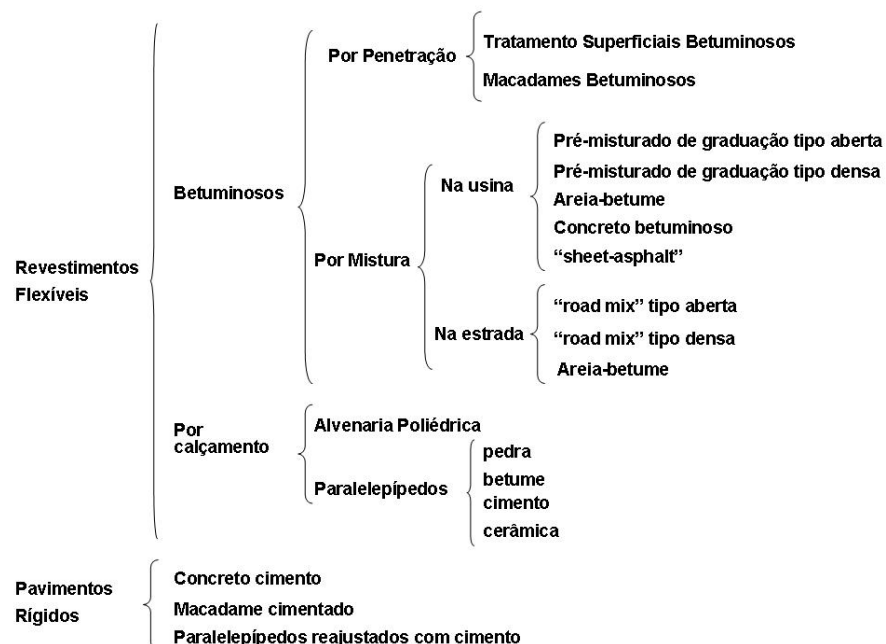 Revestimentos
Flexíveis
Betuminosos
Por Penetração
Tratamento Superficiais Betuminosos
Macadames Betuminosos
Por Mistura
Na usina
Pré-misturado de graduação tipo aberta
Pré-misturado de graduação tipo densa
Areia-betume
Concreto betuminoso
“sheet-asphalt”
Na estrada
“road mix” tipo aberta
“road mix” tipo densa
Areia-betume
Por
calçamento
Alvenaria Poliédrica
Paralelepípedos
pedra
betume
cimento
cerâmica
Pavimentos
Rígidos
Concreto cimento
Macadame cimentado
Paralelepípedos reajustados com cimento